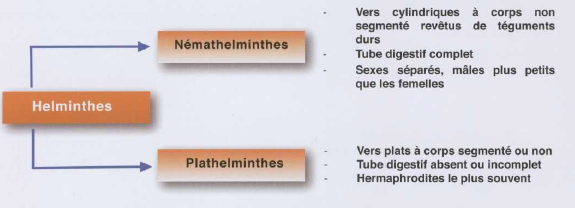 Helminthes
Némathelminthes
- Vers cylindriques à corps non
segmenté revêtus de téguments
durs
- Tube digestif complet
- Sexes séparés, mâles plus petits
que les femelles
Plathelminthes
- Vers plats à corps segmenté ou non
- Tube digestif absent ou incomplet
- Hermaphrodites le plus souvent